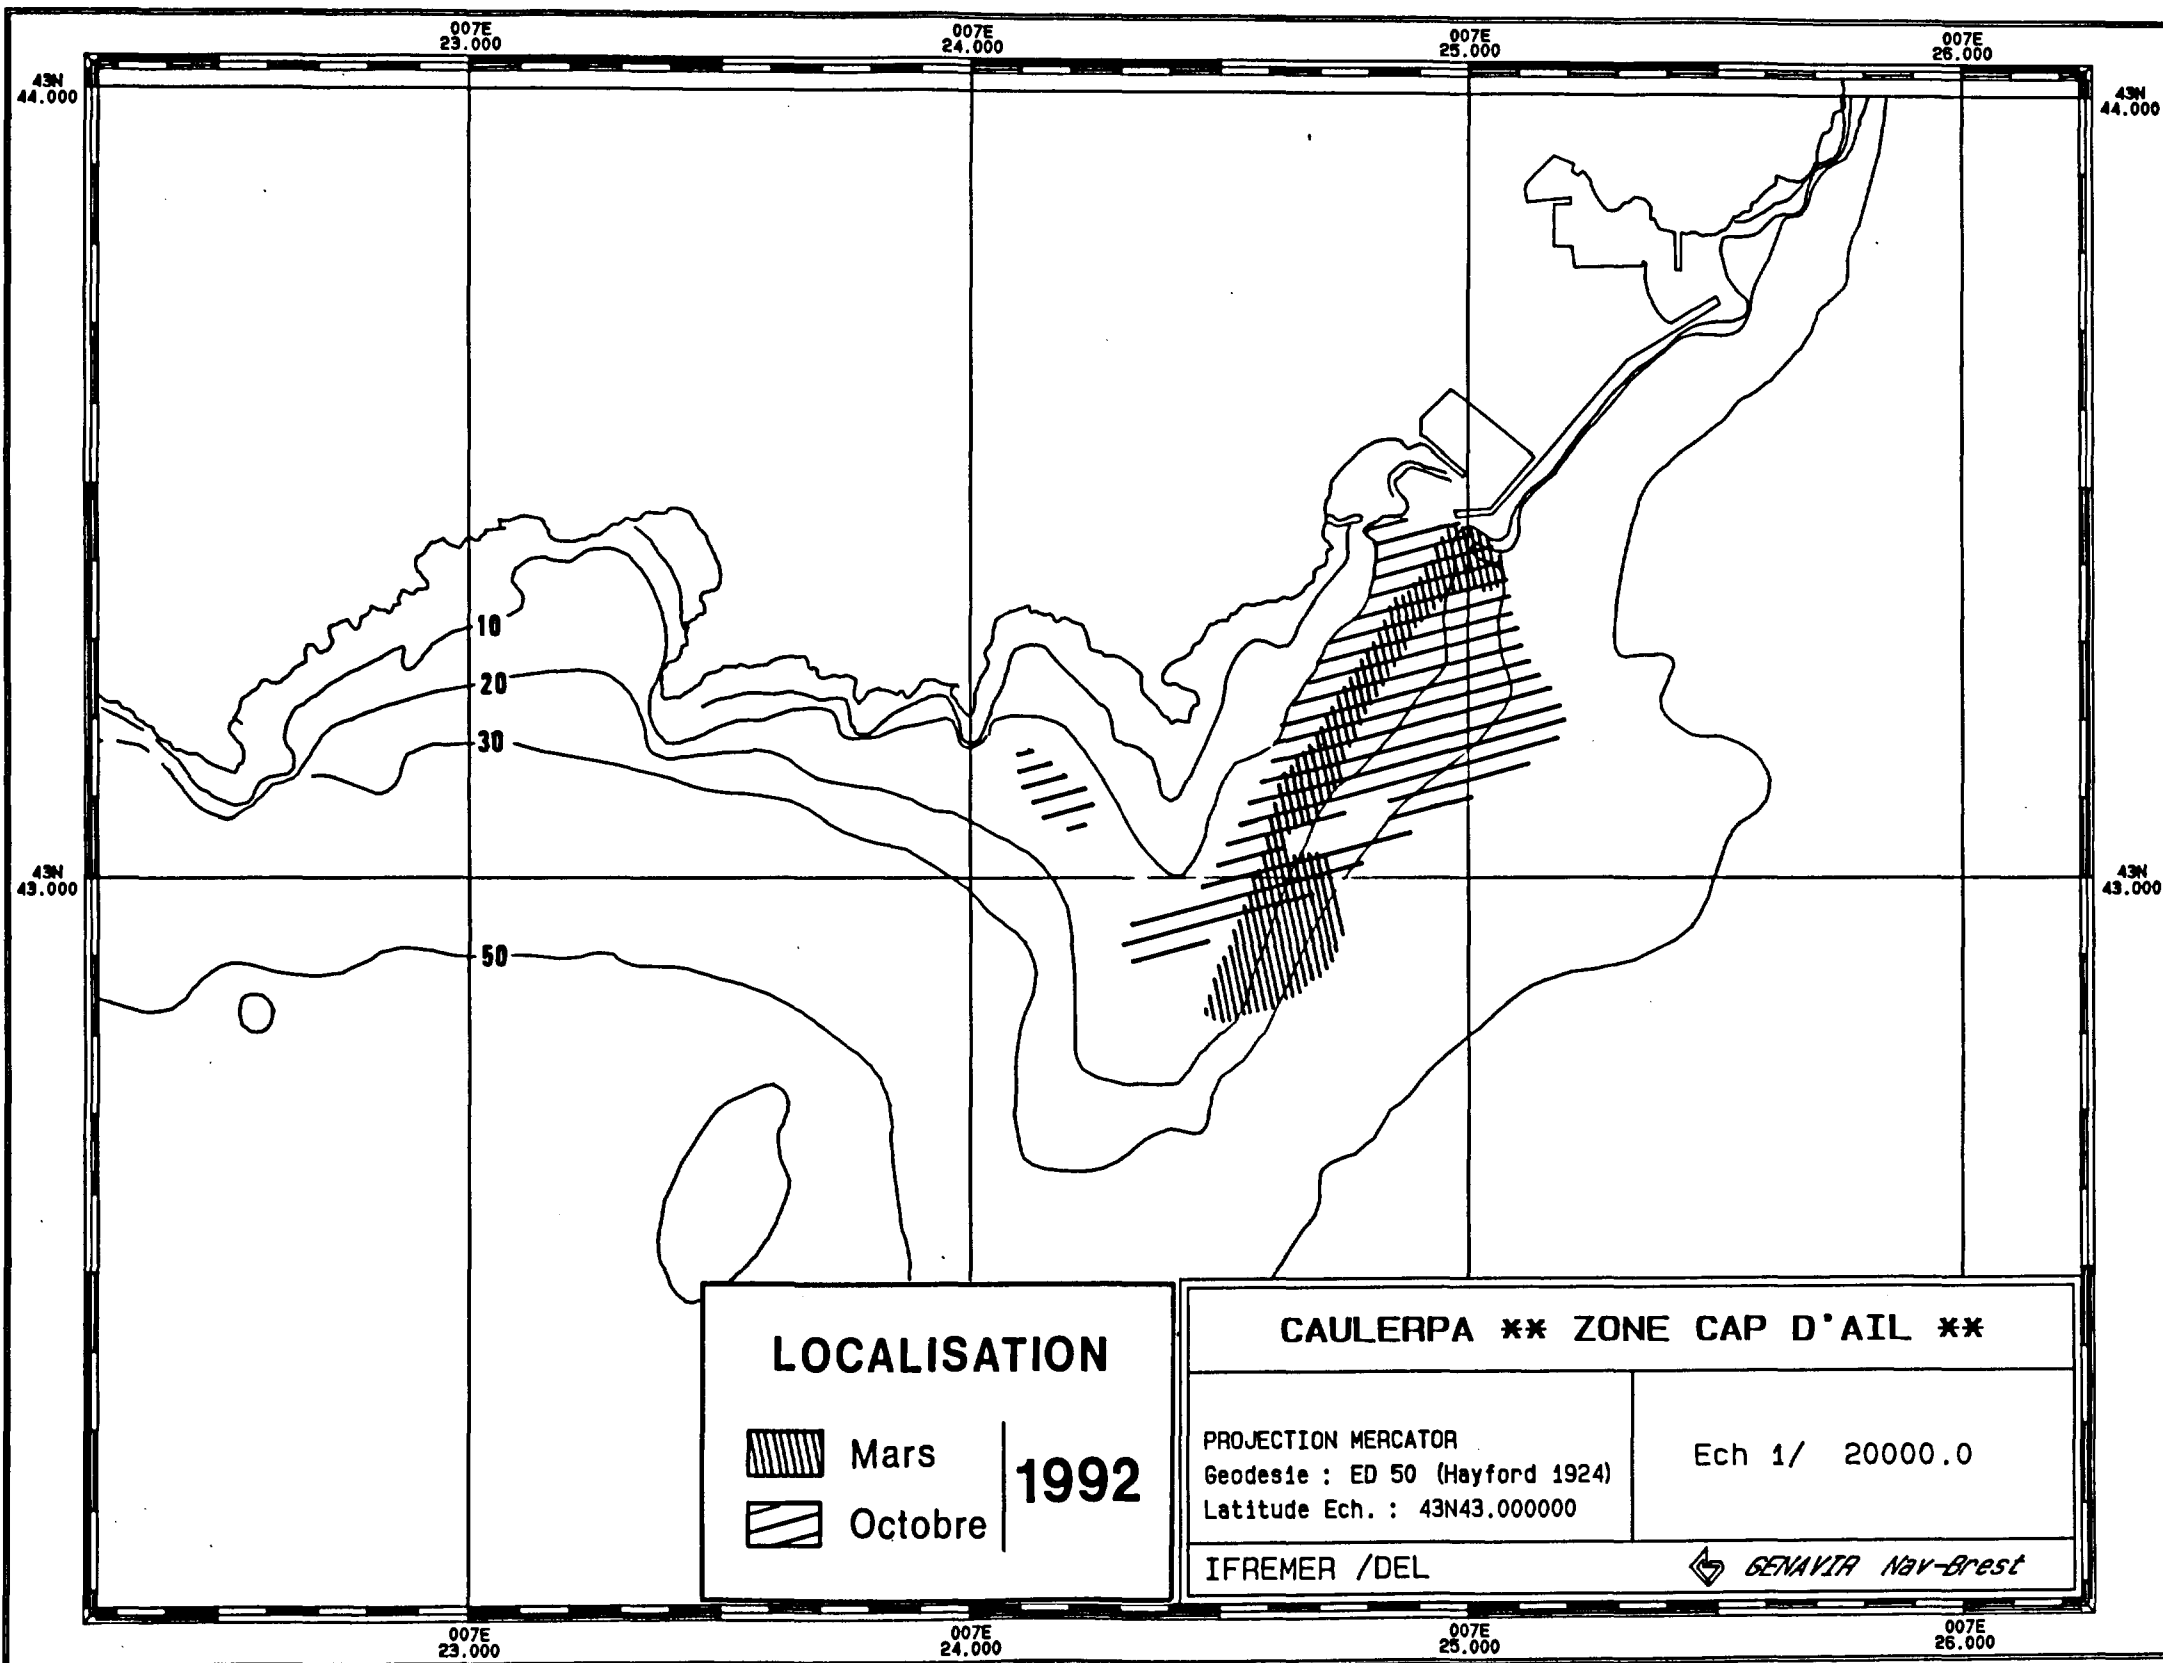 007E
23.000
007E
24.000
007E
25.000
007E
26.000
43N
44.000
43N
44.000
10
20
30
43N
43.000
43N
43.000
50
LOCALISATION
Mars
Octobre
1992
CAULERPA ** ZONE CAP D'AIL **
PROJECTION MERCATOR
Geodesie : ED 50 (Hayford 1924)
Latitude Ech. : 43N43.000000
Ech 1/ 20000.0
IFREMER /DEL
GENAVIR Nav-Brest
007E
23.000
007E
24.000
007E
25.000
007E
26.000